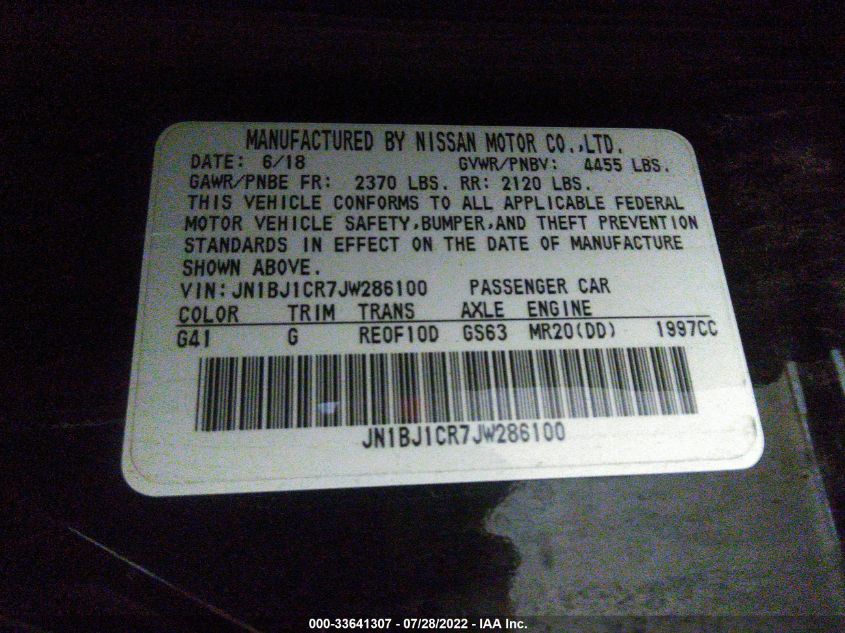 MANUFACTURED BY NISSAN MOTOR CO.,LTD.
DATE: 6/18 GVWR/PNBV: 4455 LBS.
GAWR/PNBE FR: 2370 LBS. RR: 2120 LBS.
THIS VEHICLE CONFORMS TO ALL APPLICABLE FEDERAL
MOTOR VEHICLE SAFETY,BUMPER,AND THEFT PREVENTION
STANDARDS IN EFFECT ON THE DATE OF MANUFACTURE
SHOWN ABOVE.
VIN:JN1BJ1CR7JW286100 PASSENGER CAR
COLOR TRIM TRANS AXLE ENGINE
G41 G RE0F10D GS63 MR20(DD) 1997CC
JN1BJ1CR7JW286100
000-33641307 - 07/28/2022 - IAA Inc.